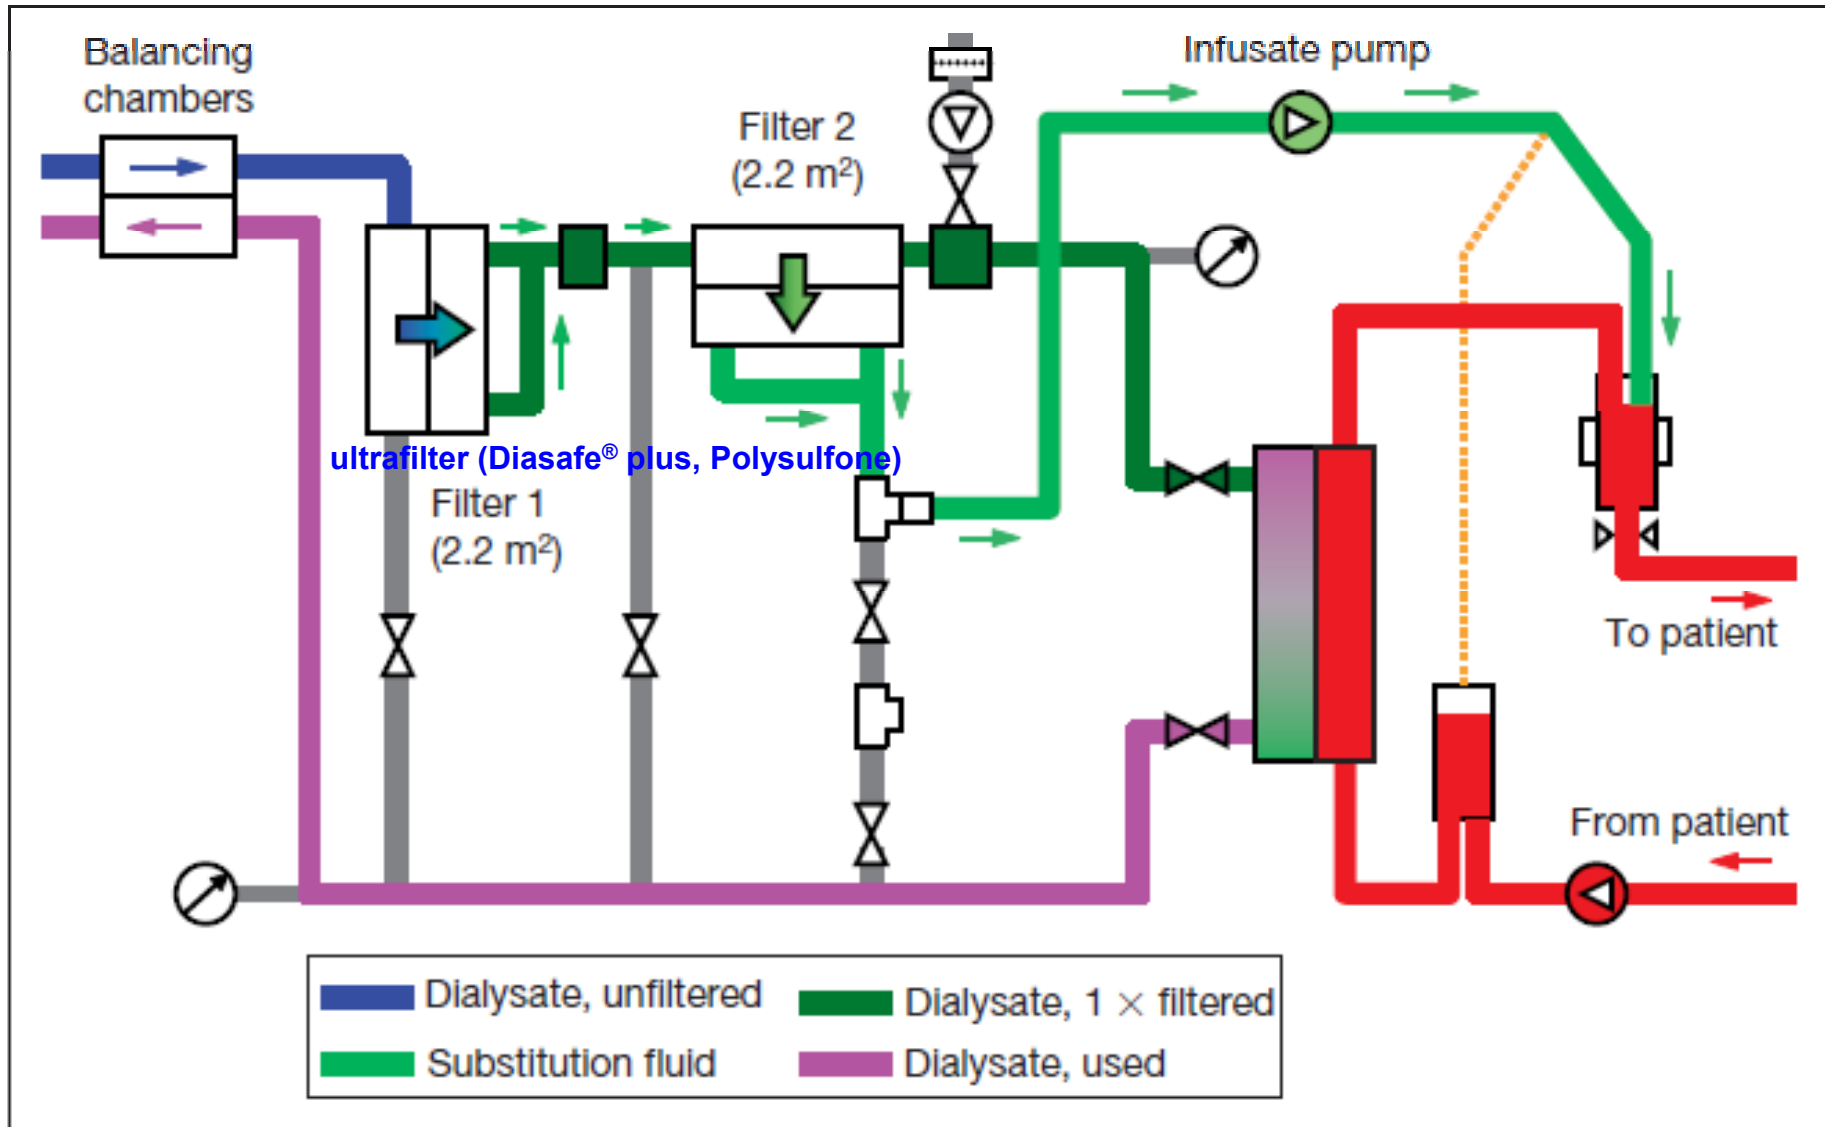 Balancing
chambers
Infusate pump
Filter 2
(2.2 m²)
ultrafilter (Diasafe® plus, Polysulfone)
Filter 1
(2.2 m²)
To patient
From patient
Dialysate, unfiltered
Dialysate, 1 × filtered
Substitution fluid
Dialysate, used